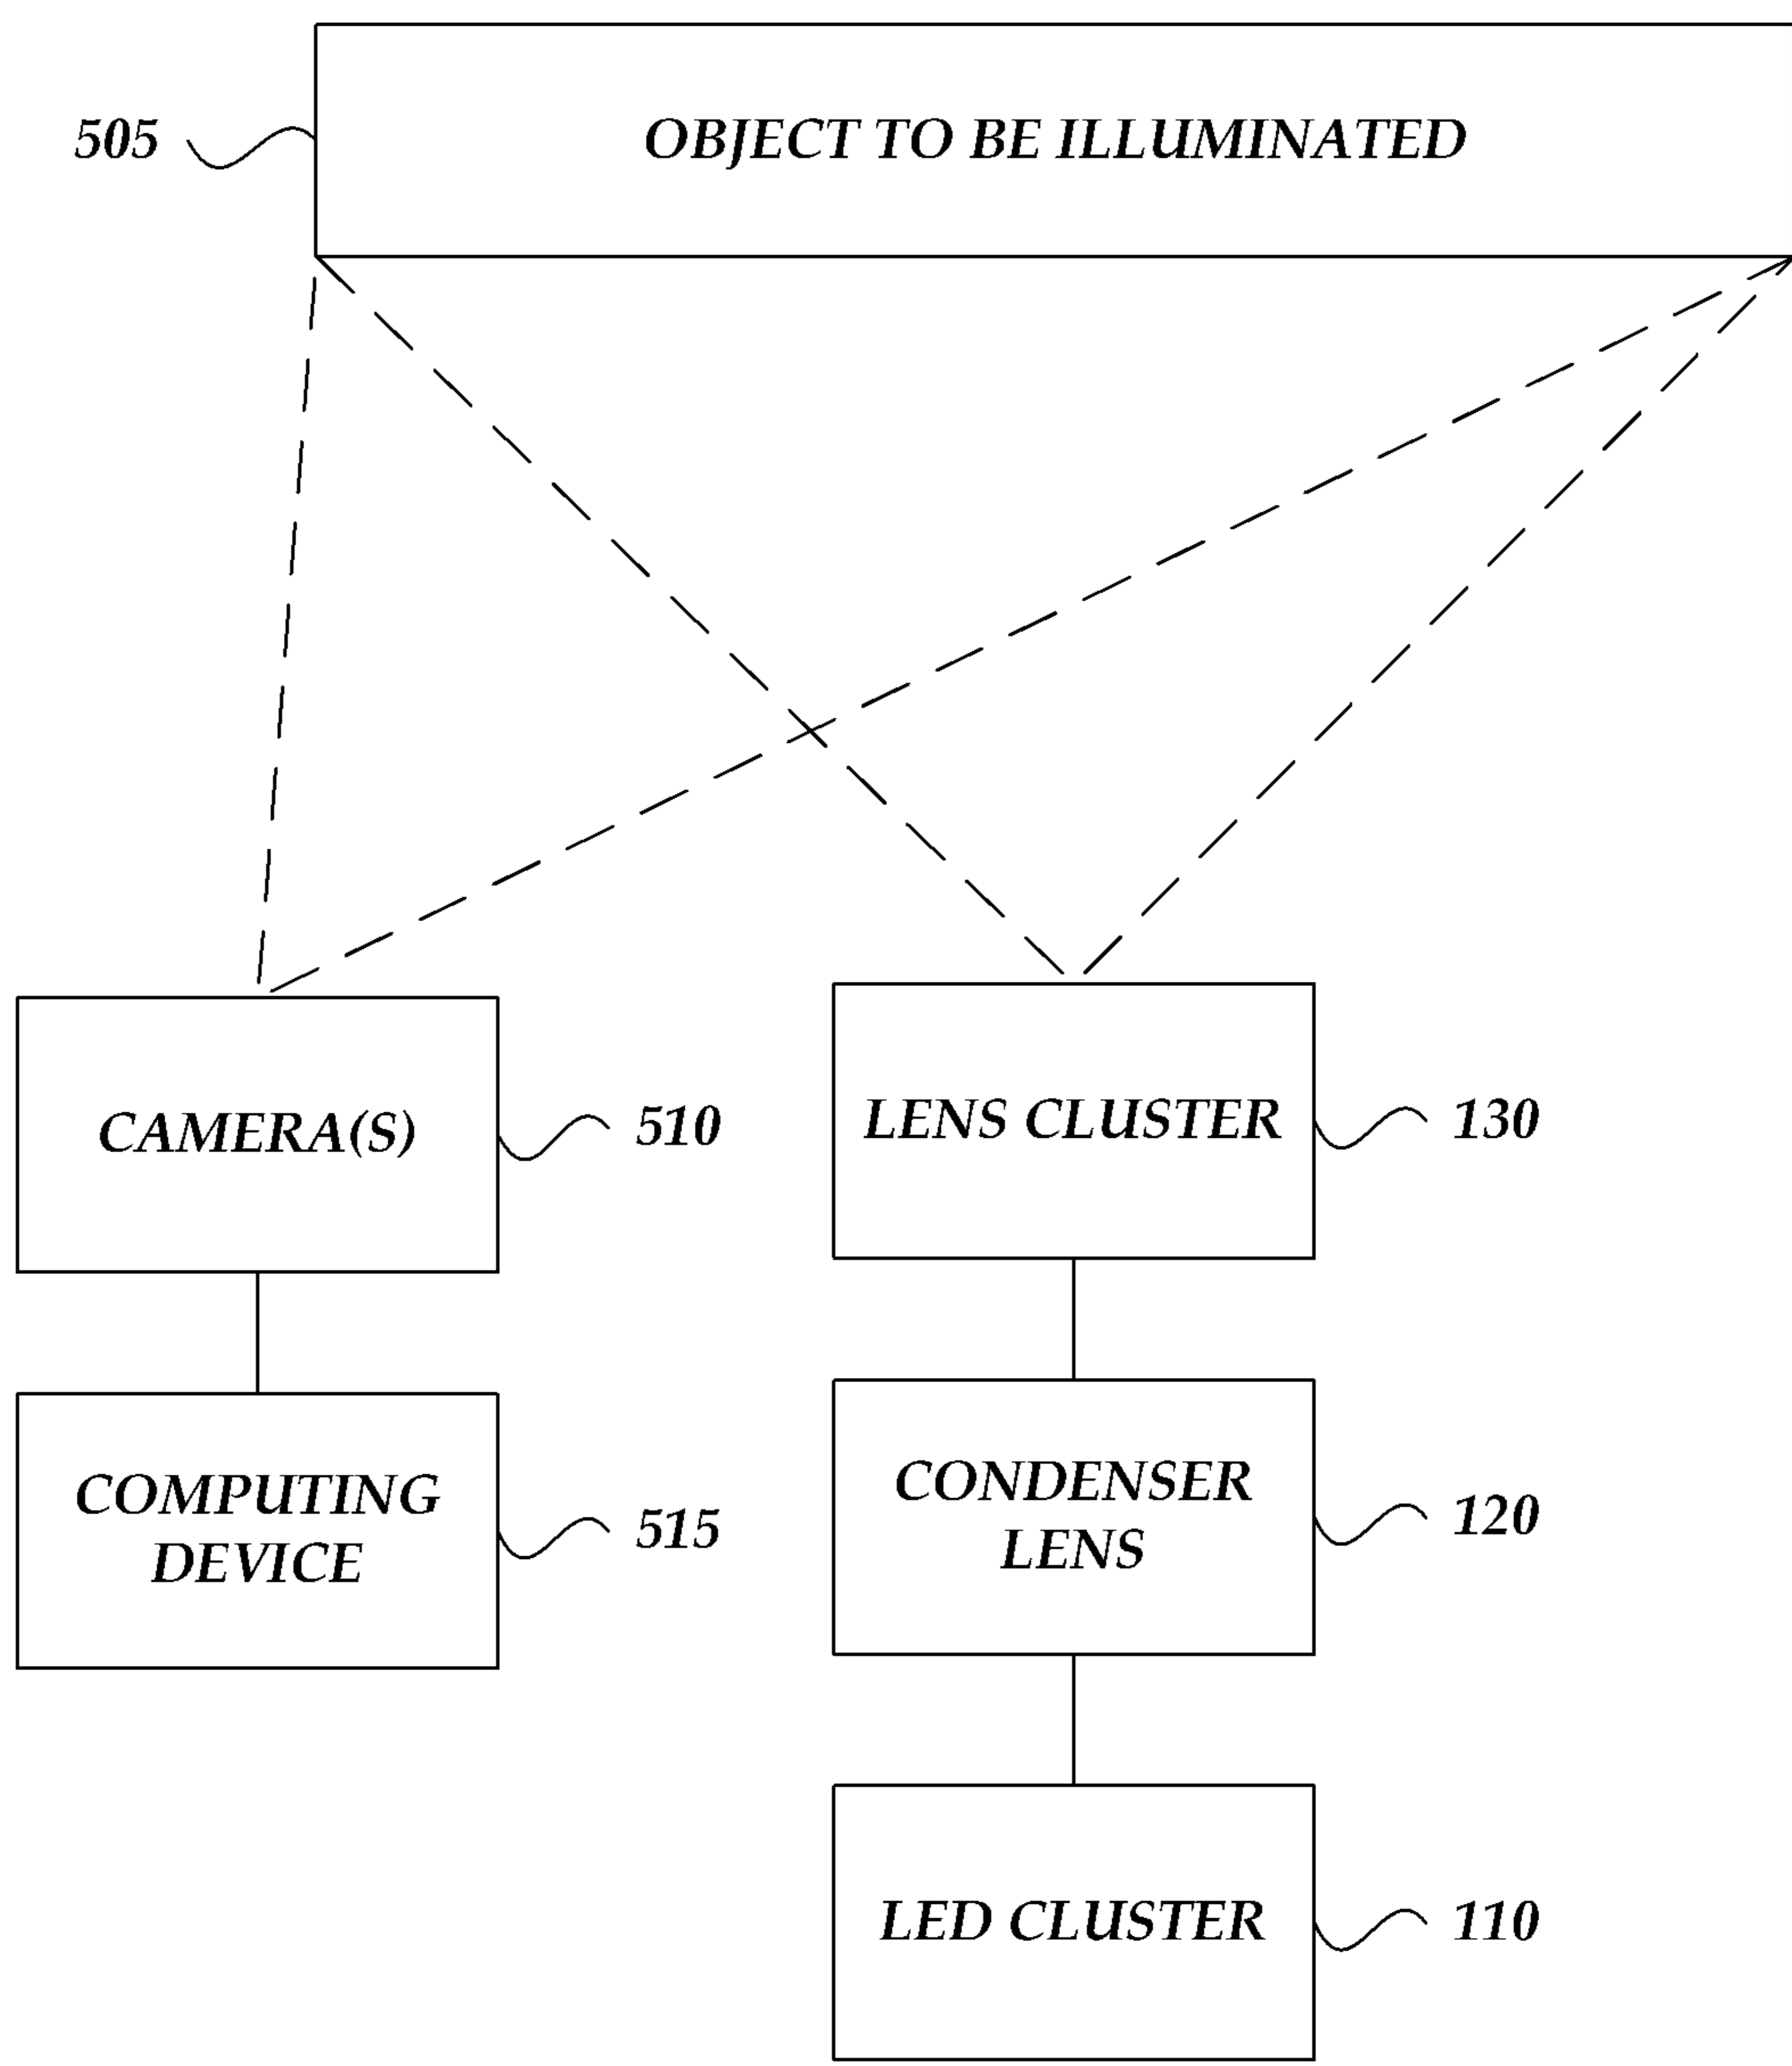 505
OBJECT TO BE ILLUMINATED
CAMERA(S)
510
LENS CLUSTER
130
COMPUTING
DEVICE
515
CONDENSER
LENS
120
LED CLUSTER
110